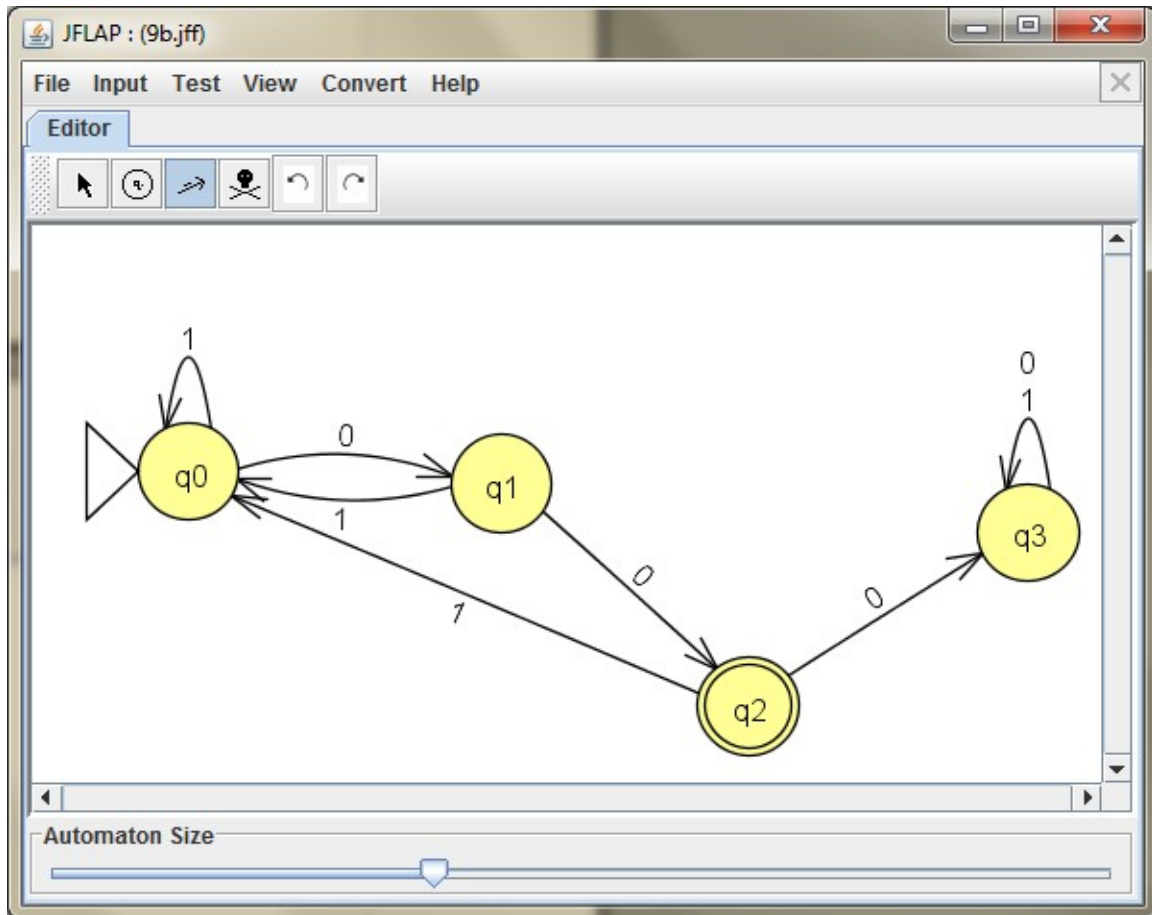 JFLAP : (9b.jff)
File Input Test View Convert Help
Editor
1
0
1
0
0
1
q0
q1
1
0
0
q2
q3
Automaton Size